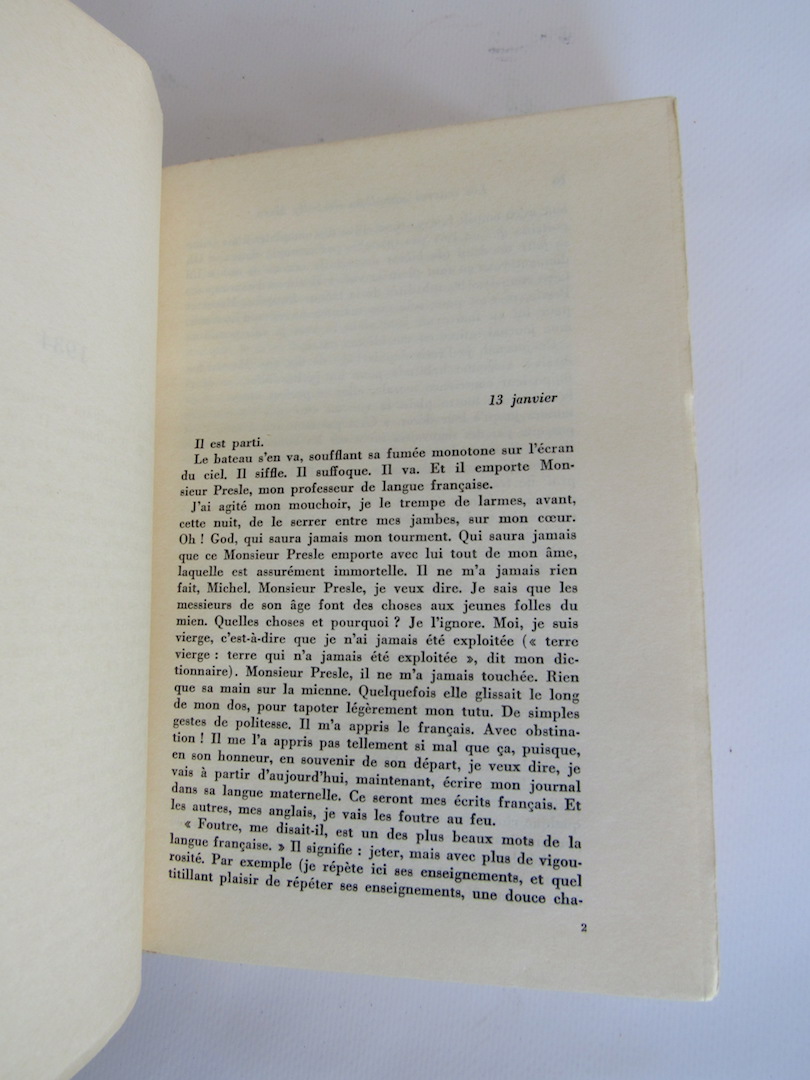 13 janvier
Il est parti.
Le bateau s'en va, soufflant sa fumée monotone sur l'écran
du ciel. Il siffle. Il suffoque. Il va. Et il emporte Mon-
sieur Presle, mon professeur de langue française.
J'ai agité mon mouchoir, je le trempe de larmes, avant,
cette nuit, de le serrer entre mes jambes, sur mon cœur.
Oh ! God, qui saura jamais mon tourment. Qui saura jamais
que ce Monsieur Presle emporte avec lui tout de mon âme,
laquelle est assurément immortelle. Il ne m'a jamais rien
fait, Michel. Monsieur Presle, je veux dire. Je sais que les
messieurs de son âge font des choses aux jeunes folles du
mien. Quelles choses et pourquoi ? Je l'ignore. Moi, je suis
vierge, c'est-à-dire que je n'ai jamais été exploitée (« terre
vierge : terre qui n'a jamais été exploitée », dit mon dic-
tionnaire). Monsieur Presle, il ne m'a jamais touchée. Rien
que sa main sur la mienne. Quelquefois elle glissait le long
de mon dos, pour tapoter légèrement mon tutu. De simples
gestes de politesse. Il m'a appris le français. Avec obstina-
tion ! Il me l'a appris pas tellement si mal que ça, puisque,
en son honneur, en souvenir de son départ, je veux dire, je
vais à partir d'aujourd'hui, maintenant, écrire mon journal
dans sa langue maternelle. Ce seront mes écrits français. Et
les autres, mes anglais, je vais les foutre au feu.
« Foutre, me disait-il, est un des plus beaux mots de la
langue française. » Il signifie : jeter, mais avec plus de vigou-
rosité. Par exemple (je répète ici ses enseignements, et quel
titillant plaisir de répéter ses enseignements, une douce cha-
2